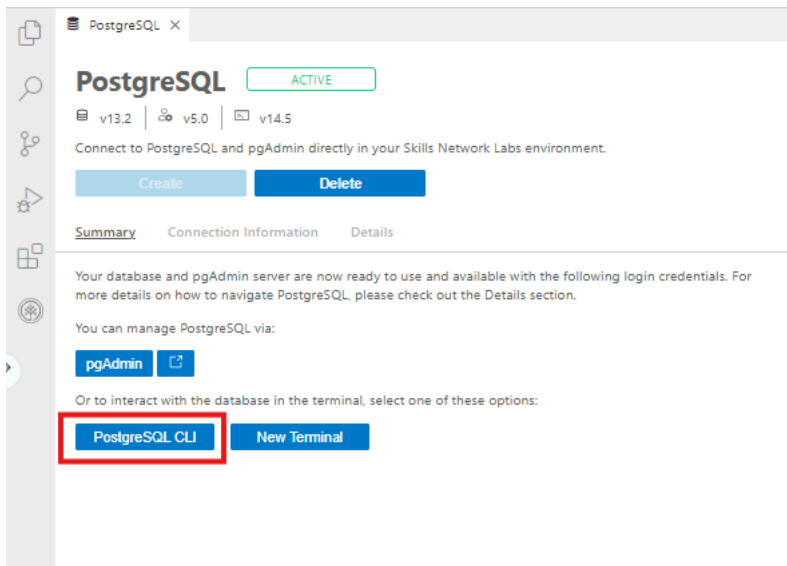 PostgreSQL
PostgreSQL ACTIVE
v13.2 v5.0 v14.5
Connect to PostgreSQL and pgAdmin directly in your Skills Network Labs environment.
Create Delete
Summary Connection Information Details
Your database and pgAdmin server are now ready to use and available with the following login credentials. For
more details on how to navigate PostgreSQL, please check out the Details section.
You can manage PostgreSQL via:
pgAdmin
Or to interact with the database in the terminal, select one of these options:
PostgreSQL CLI New Terminal